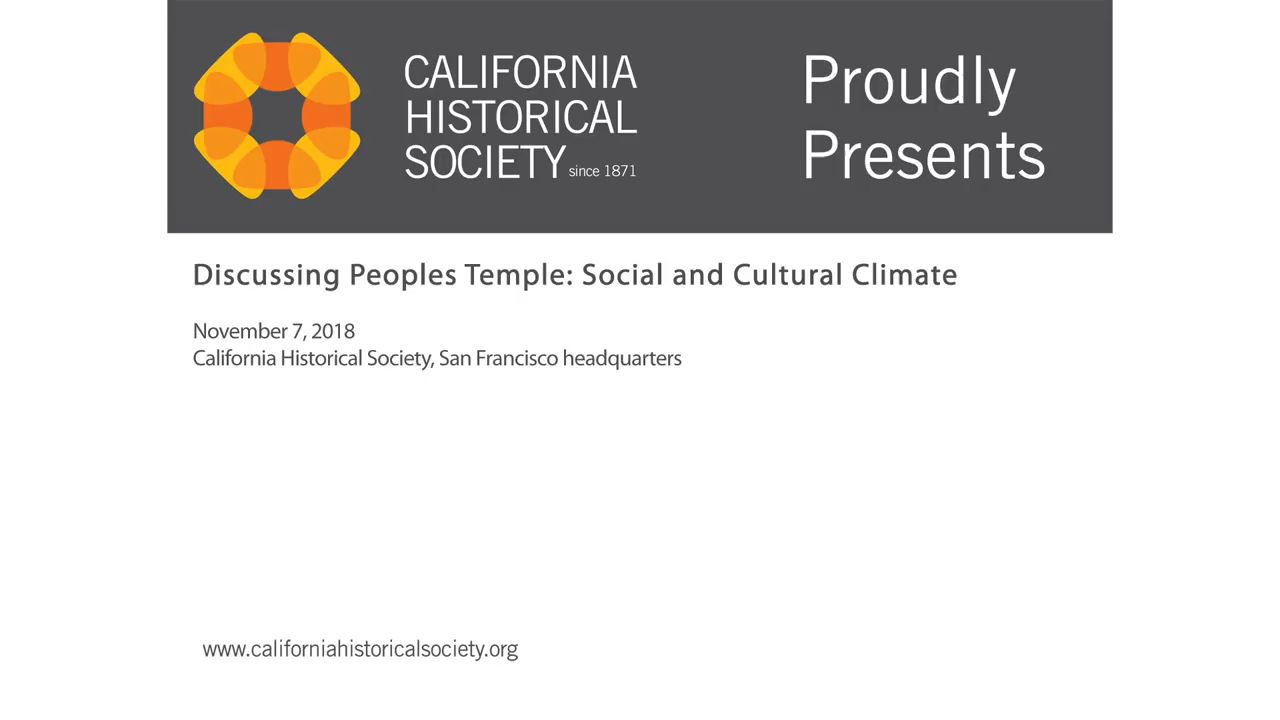 CALIFORNIA
HISTORICAL
SOCIETY since 1871
Proudly
Presents
Discussing Peoples Temple: Social and Cultural Climate
November 7, 2018
California Historical Society, San Francisco headquarters
www.californiahistoricalsociety.org